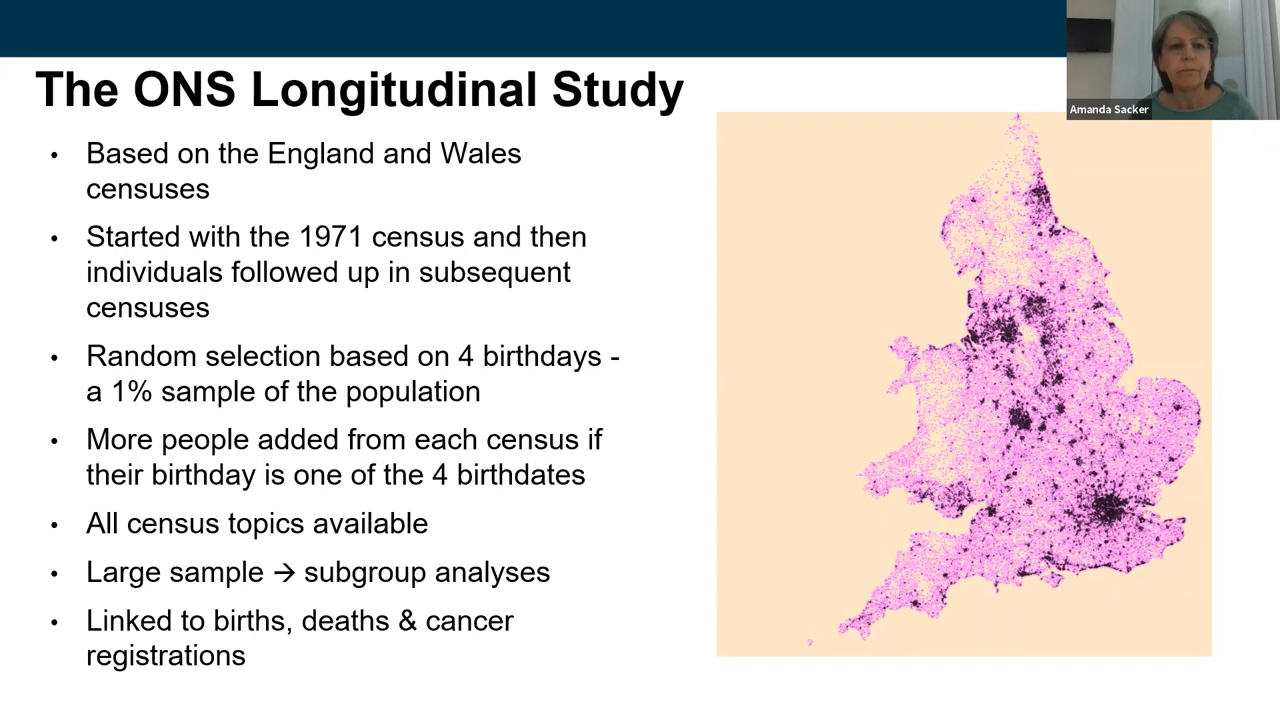 The ONS Longitudinal Study
Amanda Sacker
• Based on the England and Wales
censuses
• Started with the 1971 census and then
individuals followed up in subsequent
censuses
• Random selection based on 4 birthdays -
a 1% sample of the population
• More people added from each census if
their birthday is one of the 4 birthdates
• All census topics available
• Large sample → subgroup analyses
• Linked to births, deaths & cancer
registrations